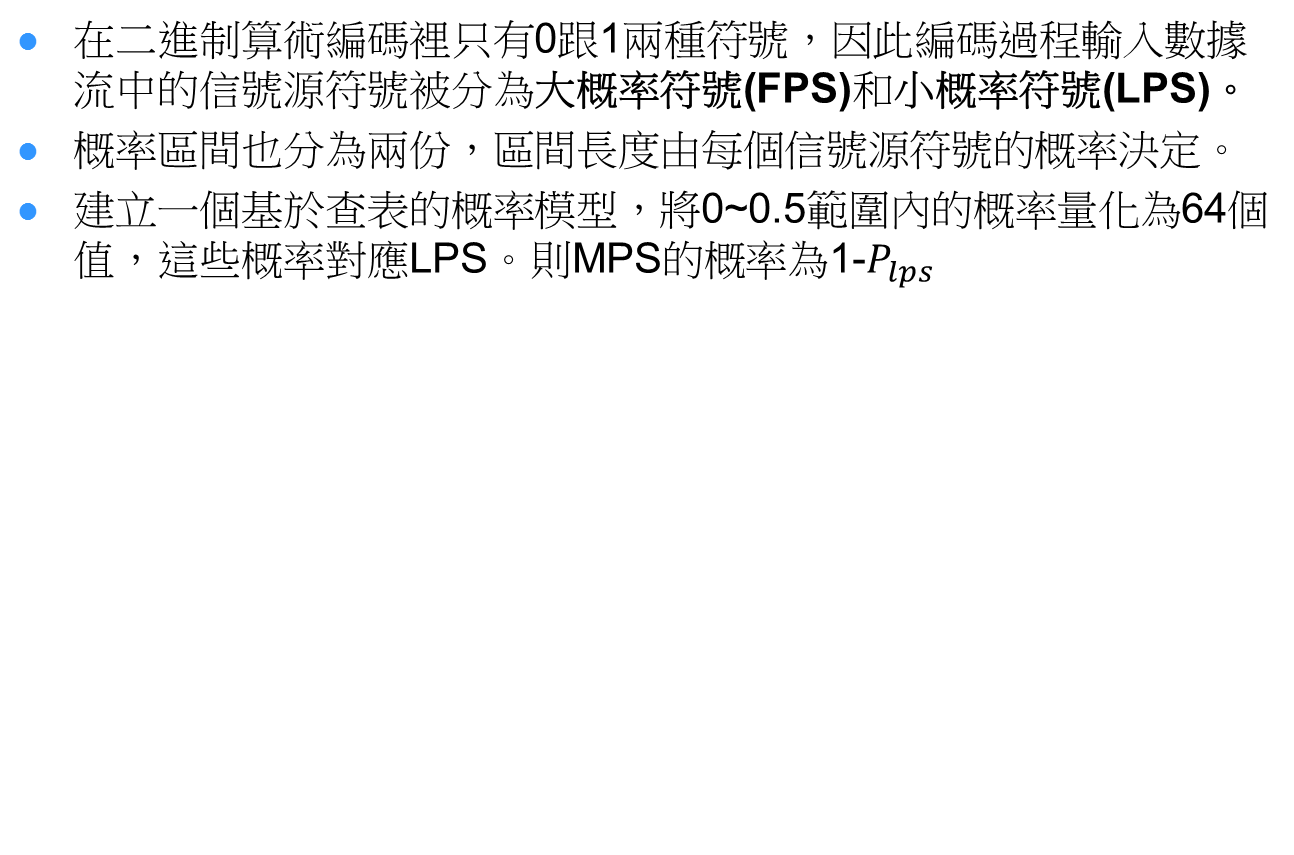 在二進制算術編碼裡只有0跟1兩種符號，因此編碼過程輸入數據
流中的信號源符號被分為大概率符號(FPS)和小概率符號(LPS)。
概率區間也分為兩份，區間長度由每個信號源符號的概率決定。
建立一個基於查表的概率模型，將0~0.5範圍內的概率量化為64個
值，這些概率對應LPS。則MPS的概率為1-P_{lps}